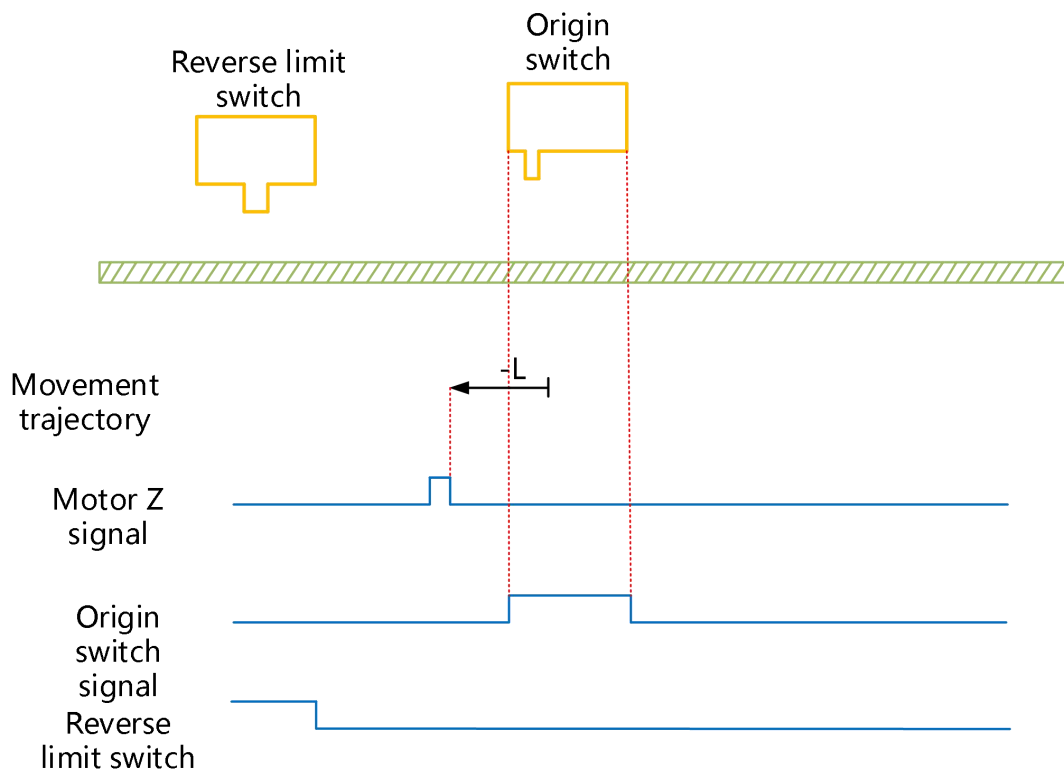 Origin
switch
Reverse limit
switch
-L
Movement
trajectory
Motor Z
signal
Origin
switch
signal
Reverse
limit switch